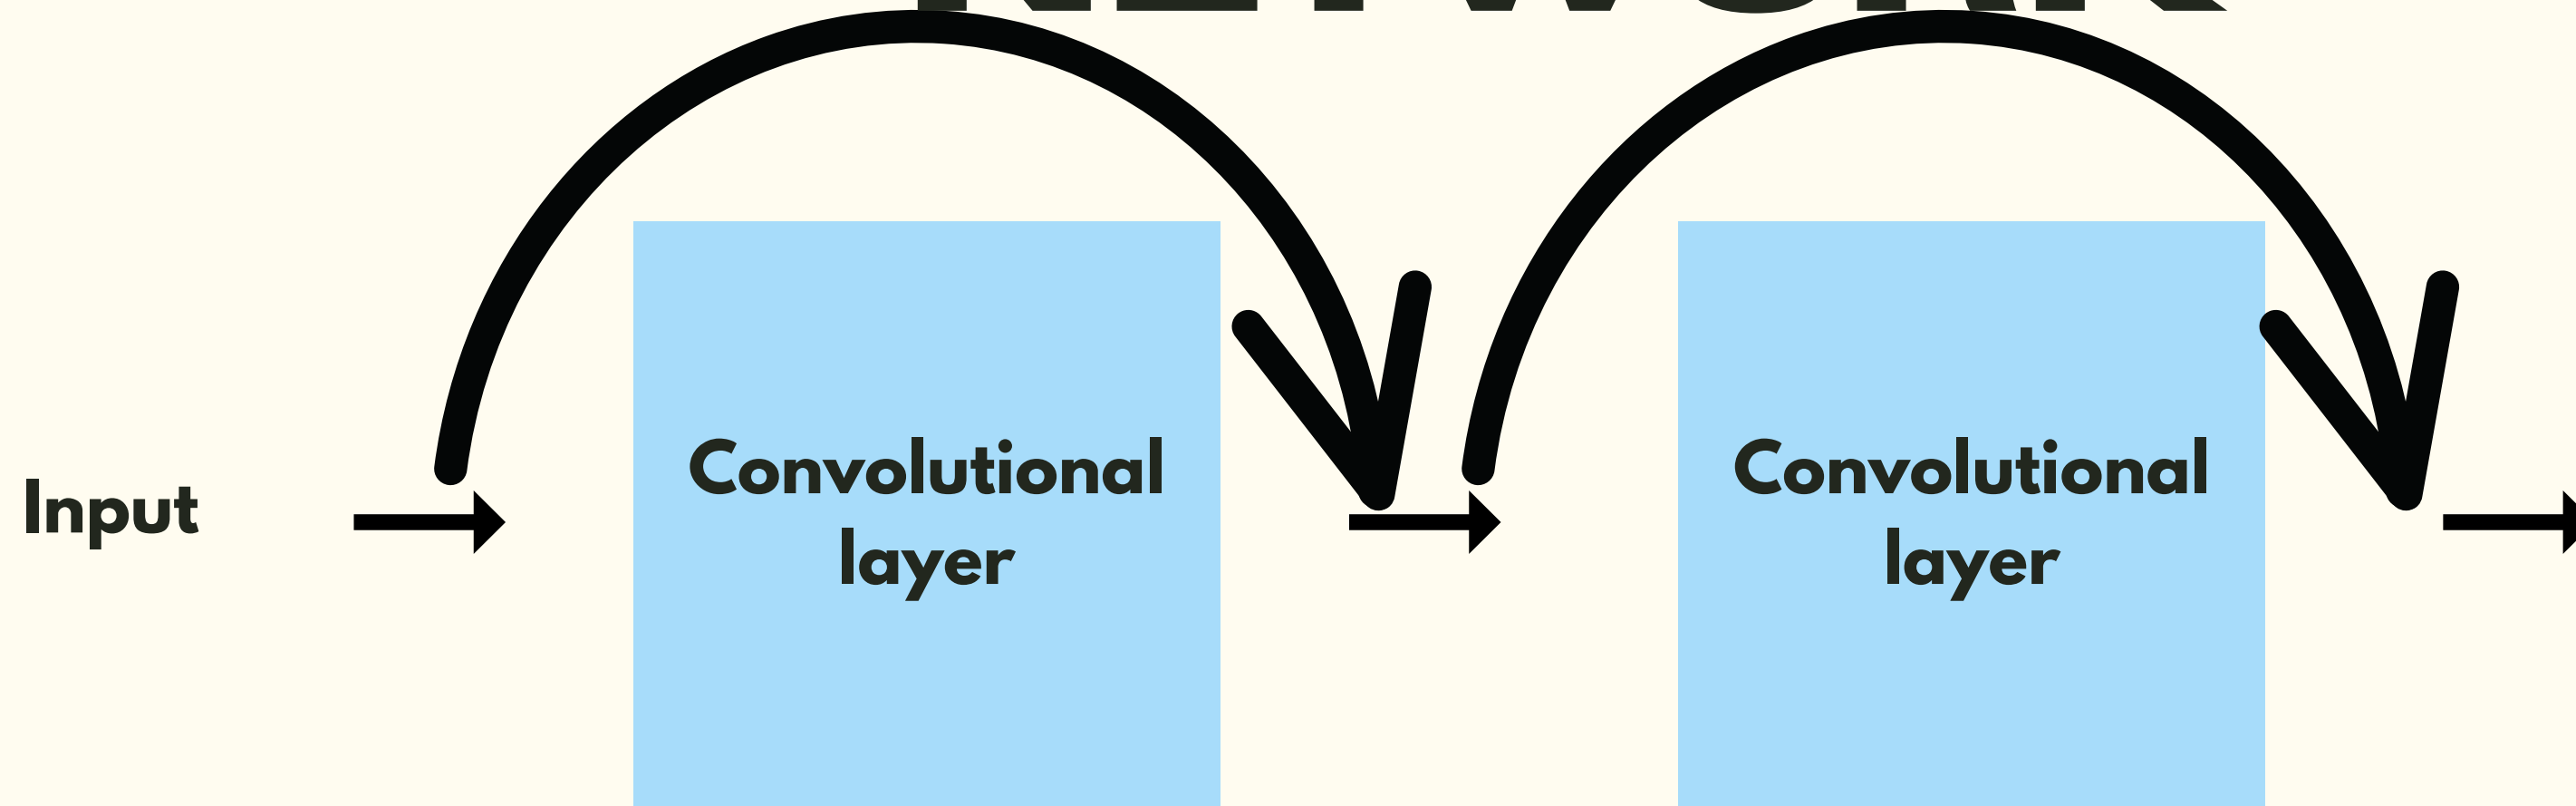 Input
Convolutional
layer
Convolutional
layer